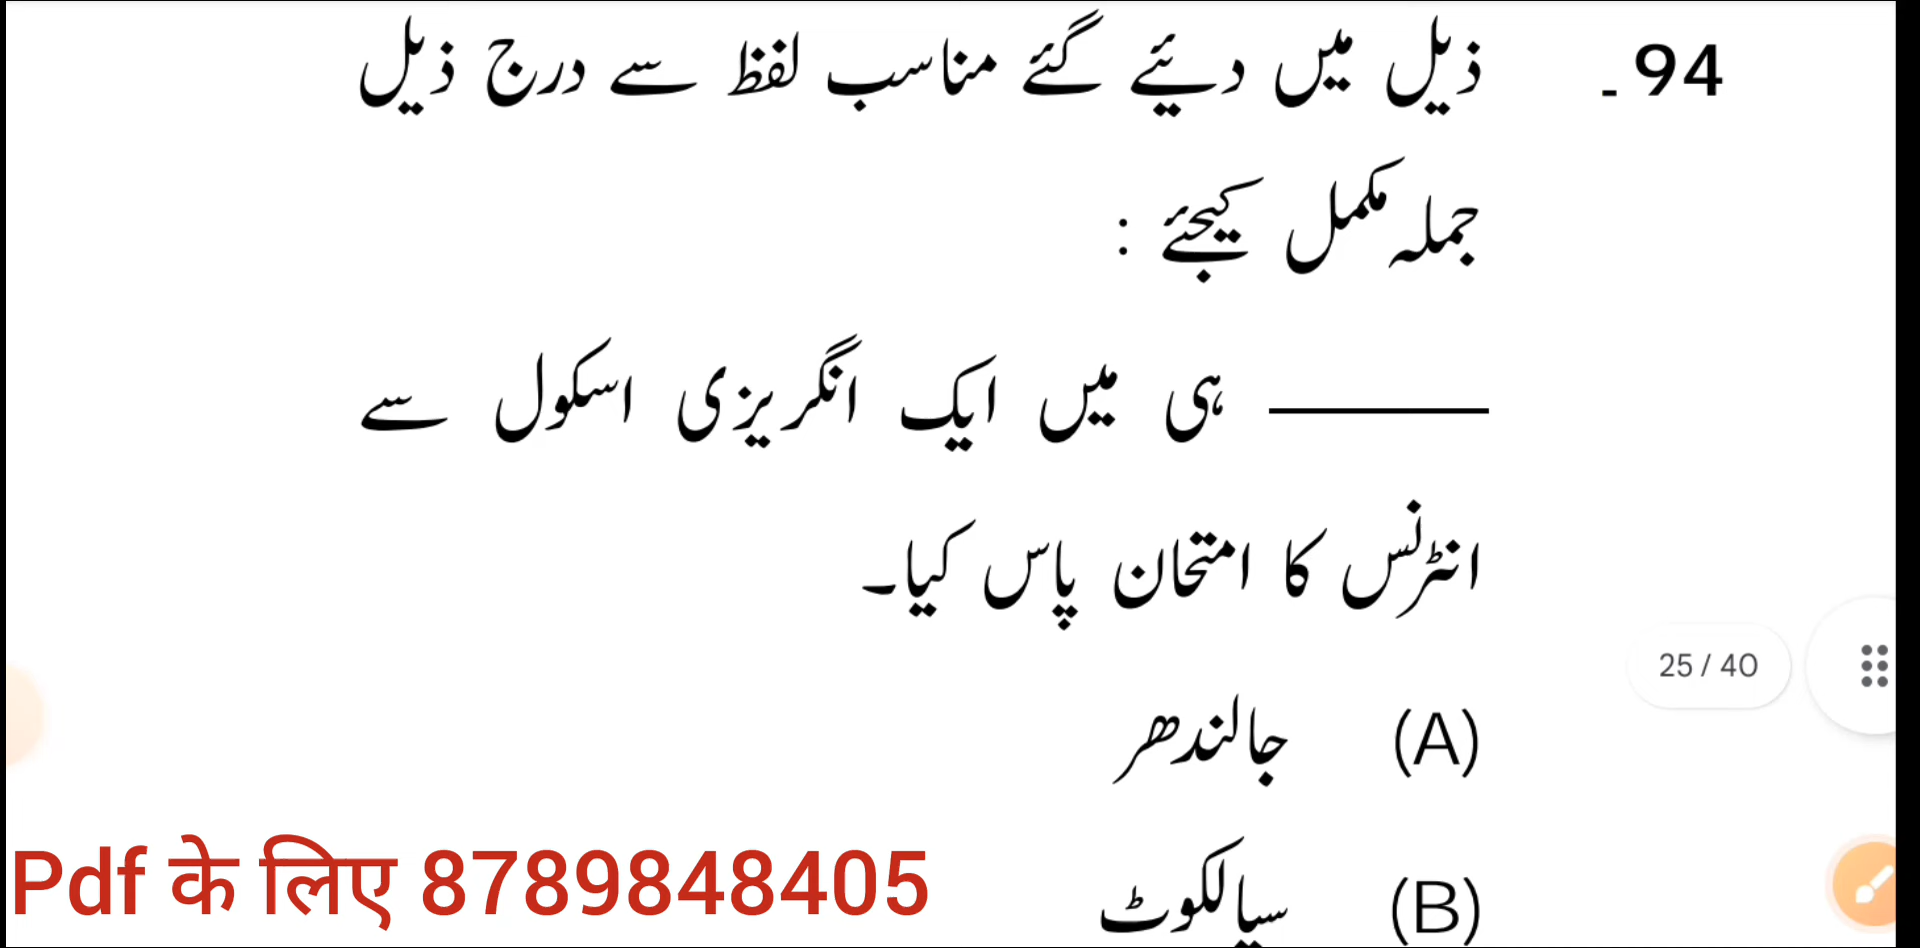 94۔ ذیل میں دیئے گئے مناسب لفظ سے درج ذیل
جملہ مکمل کیجئے :
———— ہی میں ایک انگریزی اسکول سے
انٹرنس کا امتحان پاس کیا۔
25 / 40
(A) جالندھر
(B) سیالکوٹ
Pdf के लिए 8789848405